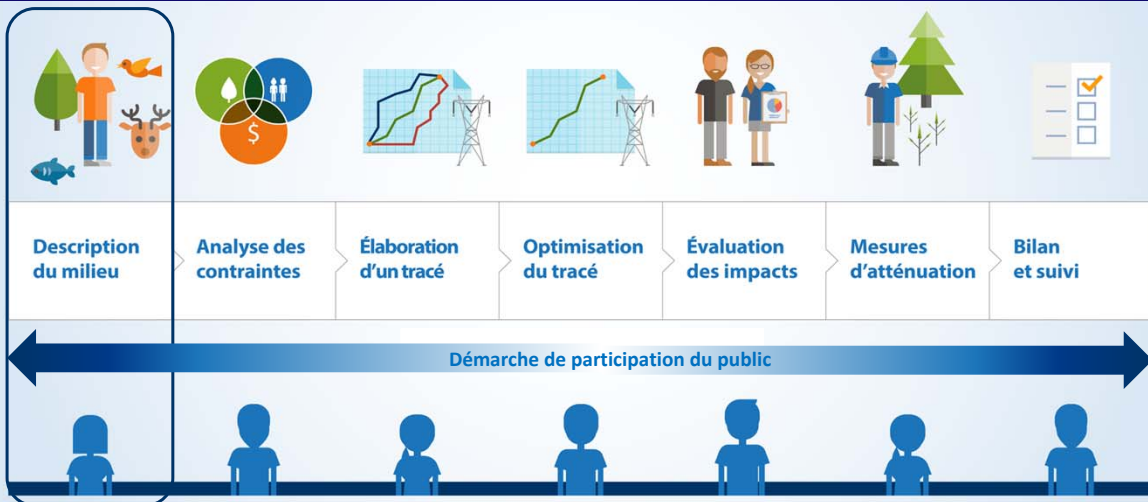 $
Description
du milieu
Analyse des
contraintes
Élaboration
d'un tracé
Optimisation
du tracé
Évaluation
des impacts
Mesures
d'atténuation
Bilan
et suivi
Démarche de participation du public